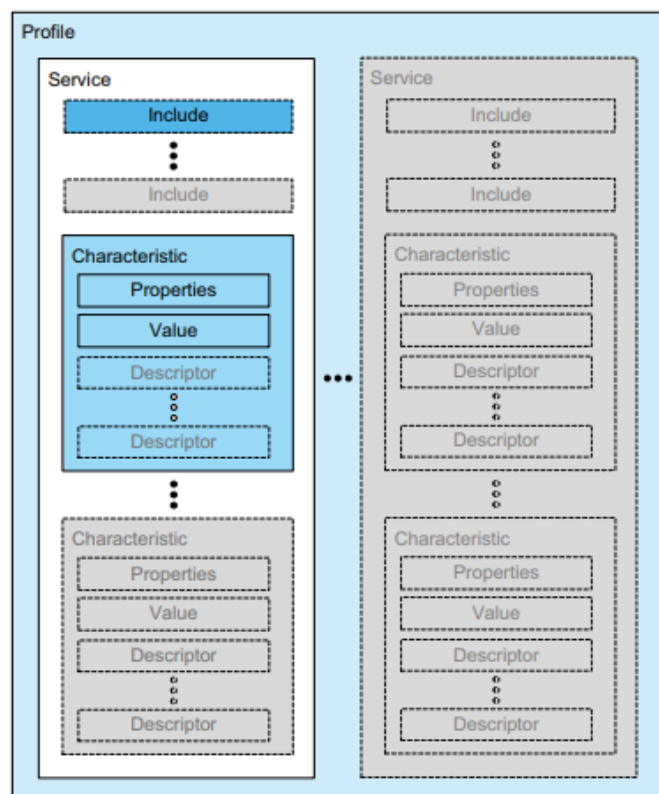 Profile
Service
Include
Include
Characteristic
Properties
Value
Descriptor
Descriptor
Characteristic
Properties
Value
Descriptor
Descriptor
Service
Include
Include
Characteristic
Properties
Value
Descriptor
Descriptor
Characteristic
Properties
Value
Descriptor
Descriptor